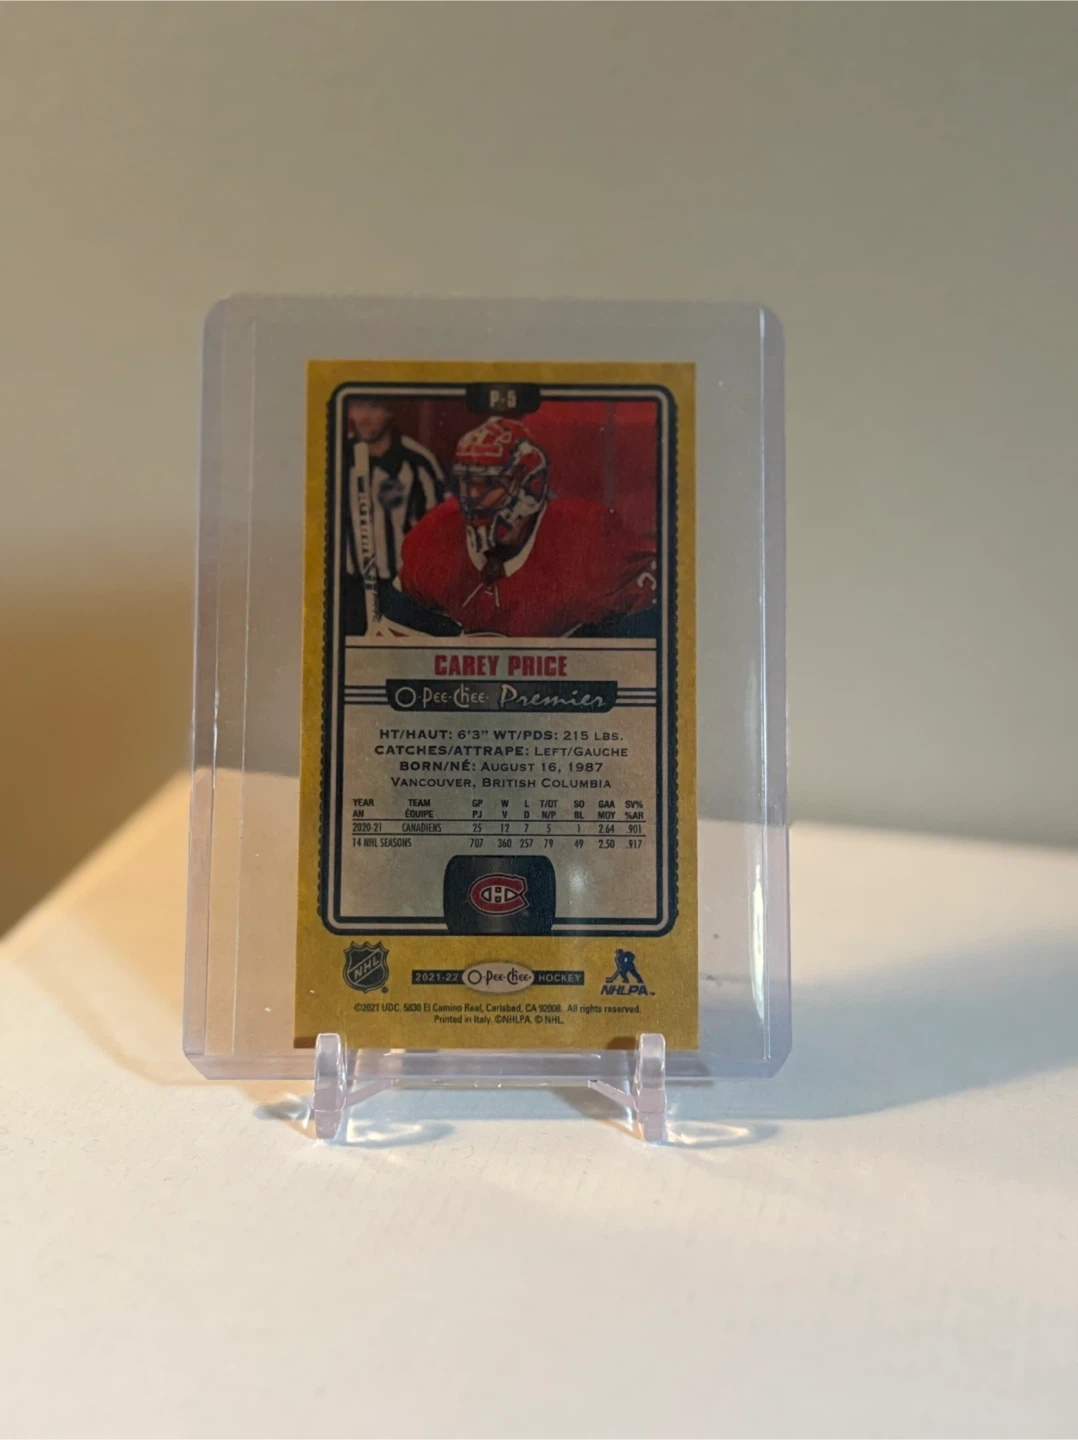 P-5
CAREY PRICE
O-Pee-Chee Premier
HT/HAUT: 6'3" WT/PDS: 215 LBS.
CATCHES/ATTRAPE: LEFT/GAUCHE
BORN/NÉ: AUGUST 16, 1987
VANCOUVER, BRITISH COLUMBIA
YEAR TEAM GP W L T/OT SO GAA SV%
AN ÉQUIPE PJ V D N/P BL MOY %AR
2020-21 CANADIENS 25 12 7 5 1 2.64 .901
14 NHL SEASONS 707 360 257 79 49 2.50 .917
NHL 2021-22 O-Pee-Chee HOCKEY NHLPA
©2021 UDC. 5830 El Camino Real, Carlsbad, CA 92008. All rights reserved.
Printed in Italy. ©NHLPA. © NHL.